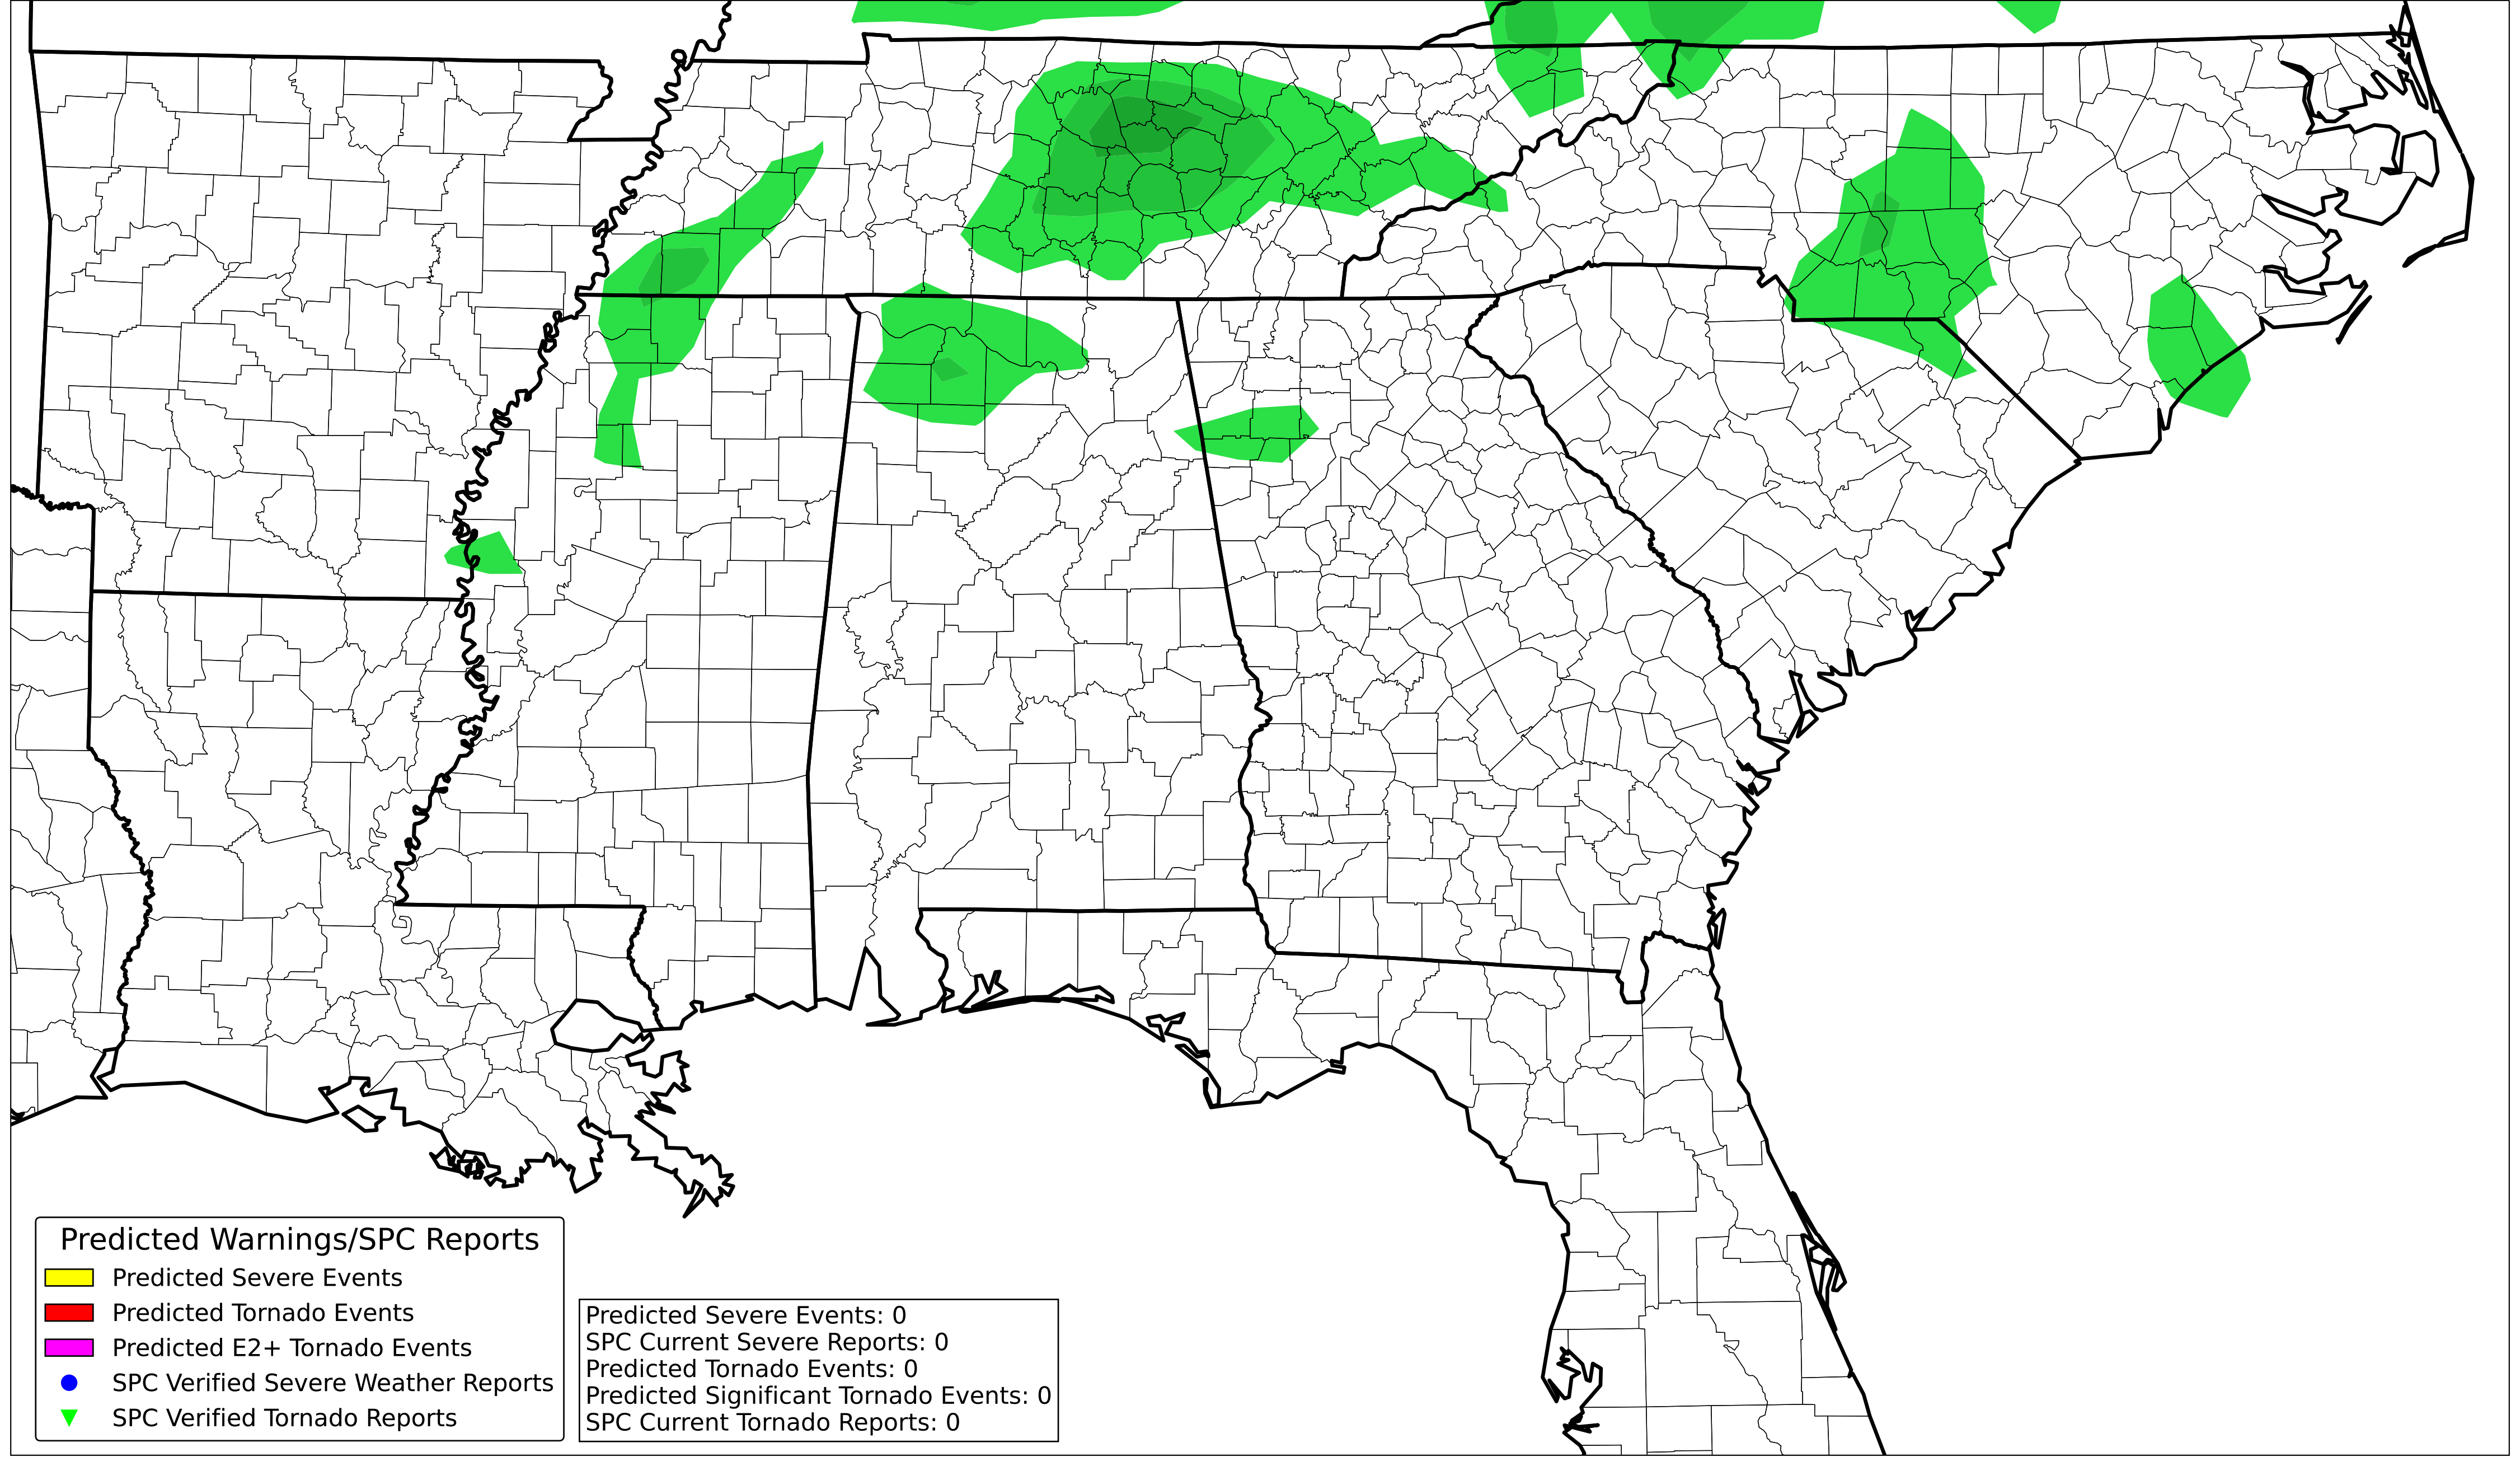 Predicted Warnings/SPC Reports
Predicted Severe Events
Predicted Tornado Events
Predicted E2+ Tornado Events
SPC Verified Severe Weather Reports
SPC Verified Tornado Reports
Predicted Severe Events: 0
SPC Current Severe Reports: 0
Predicted Tornado Events: 0
Predicted Significant Tornado Events: 0
SPC Current Tornado Reports: 0